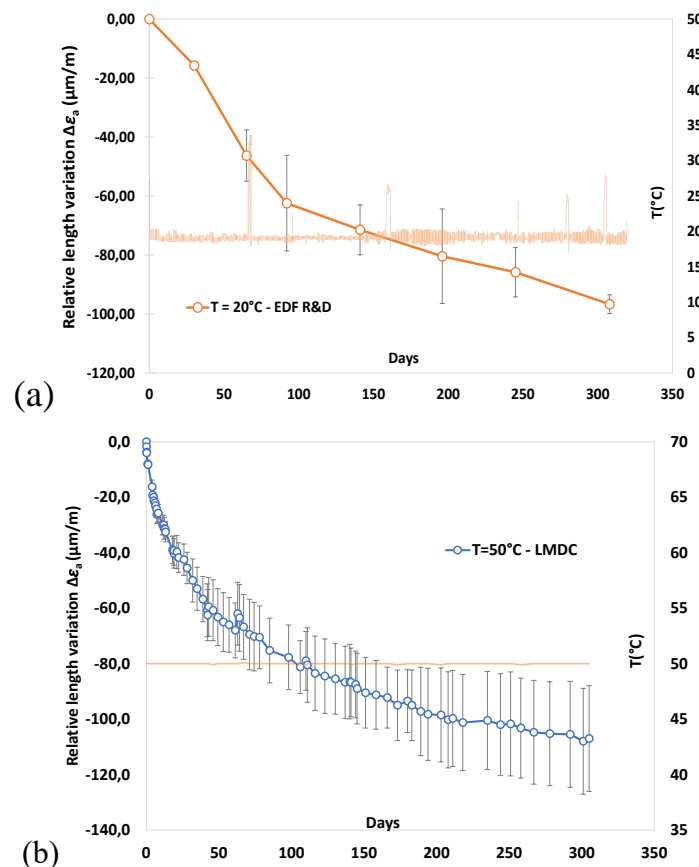 0,00
-20,00
-40,00
-60,00
-80,00
-100,00
-120,00
Relative length variation Δεa (µm/m)
50
45
40
35
30
25
20
15
10
5
0
T(°C)
T = 20°C - EDF R&D
Days
0 50 100 150 200 250 300 350
(a)
0,0
-20,0
-40,0
-60,0
-80,0
-100,0
-120,0
-140,0
Relative length variation Δεa (µm/m)
70
65
60
55
50
45
40
35
T(°C)
T=50°C - LMDC
Days
0 50 100 150 200 250 300 350
(b)